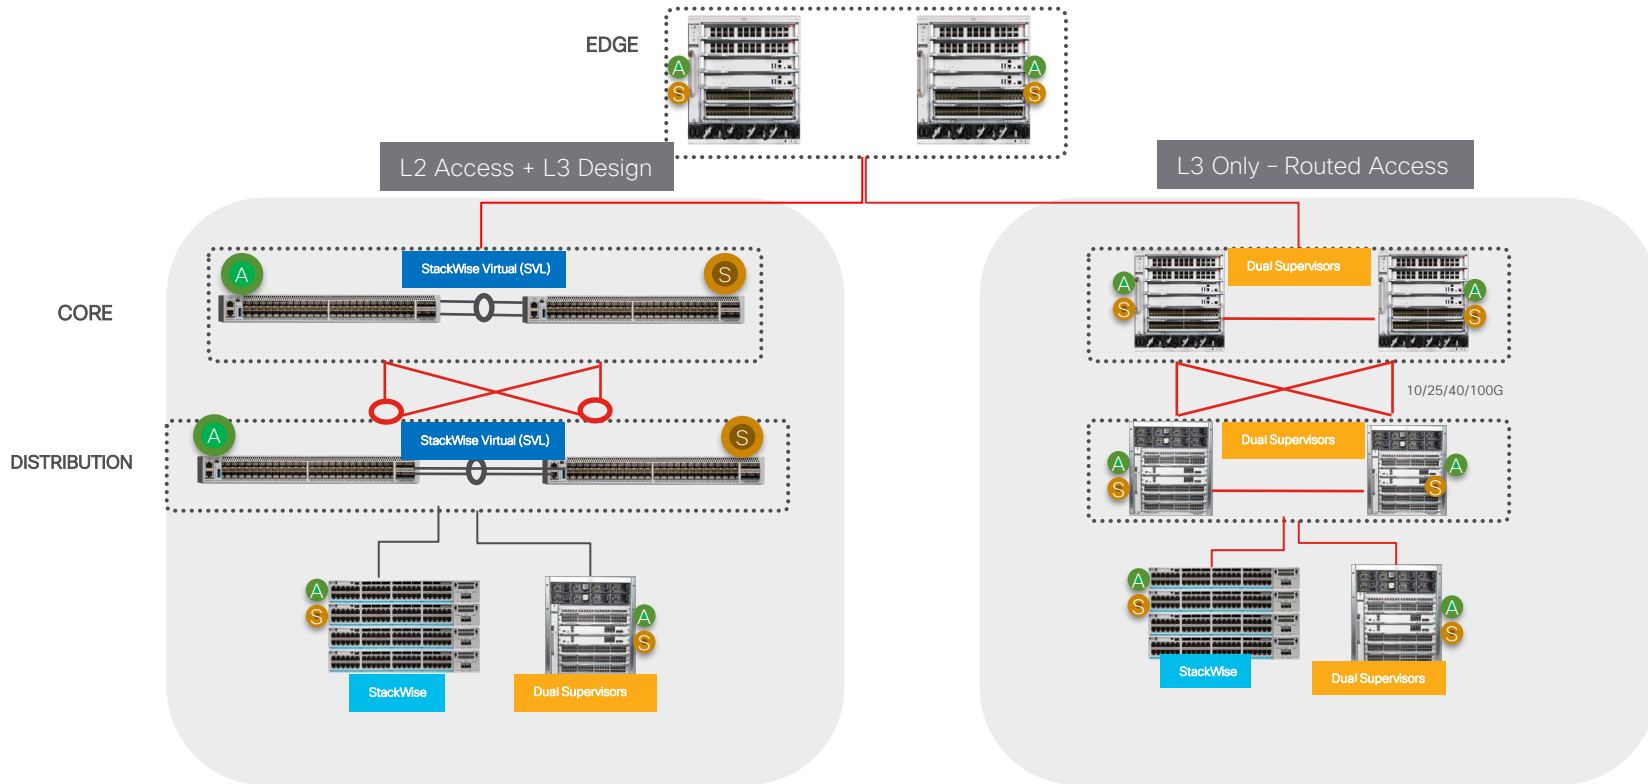 EDGE
A
S
A
S
L2 Access + L3 Design
L3 Only – Routed Access
CORE
A
StackWise Virtual (SVL)
S
A
S
Dual Supervisors
A
S
10/25/40/100G
DISTRIBUTION
A
StackWise Virtual (SVL)
S
A
S
Dual Supervisors
A
S
A
S
A
S
StackWise
Dual Supervisors
A
S
A
S
StackWise
Dual Supervisors